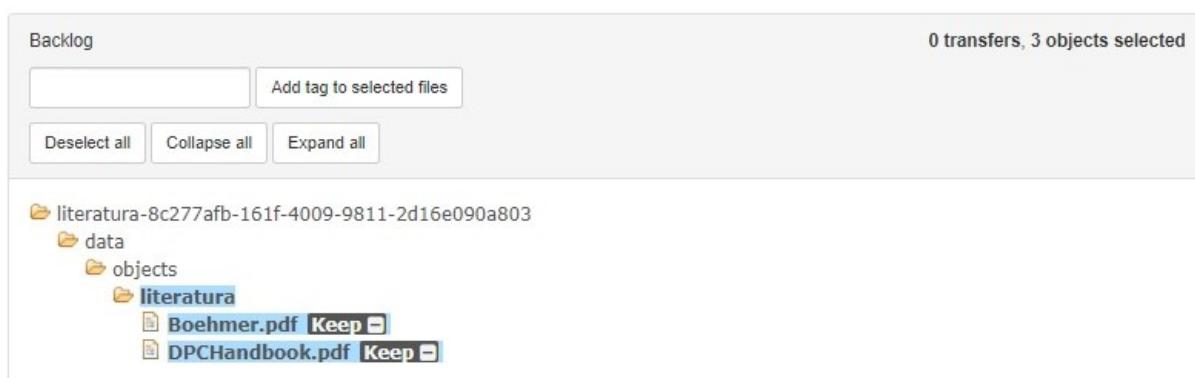 Backlog 0 transfers, 3 objects selected
Add tag to selected files
Deselect all Collapse all Expand all
literatura-8c277afb-161f-4009-9811-2d16e090a803
data
objects
literatura
Boehmer.pdf Keep
DPCHandbook.pdf Keep